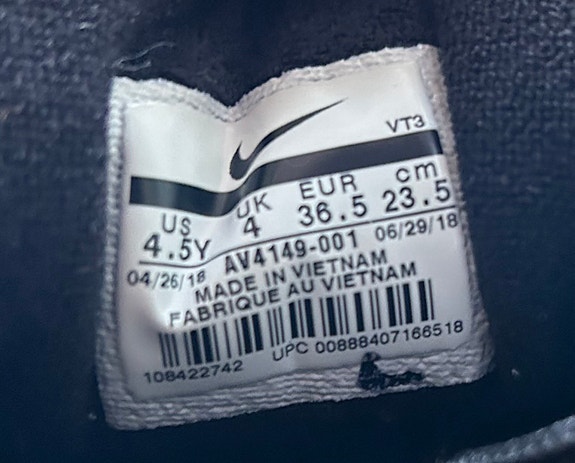 VT3
US UK EUR cm
4.5Y 4 36.5 23.5
04/26/18 AV4149-001 06/29/18
MADE IN VIETNAM
FABRIQUE AU VIETNAM
108422742 UPC 00888407166518